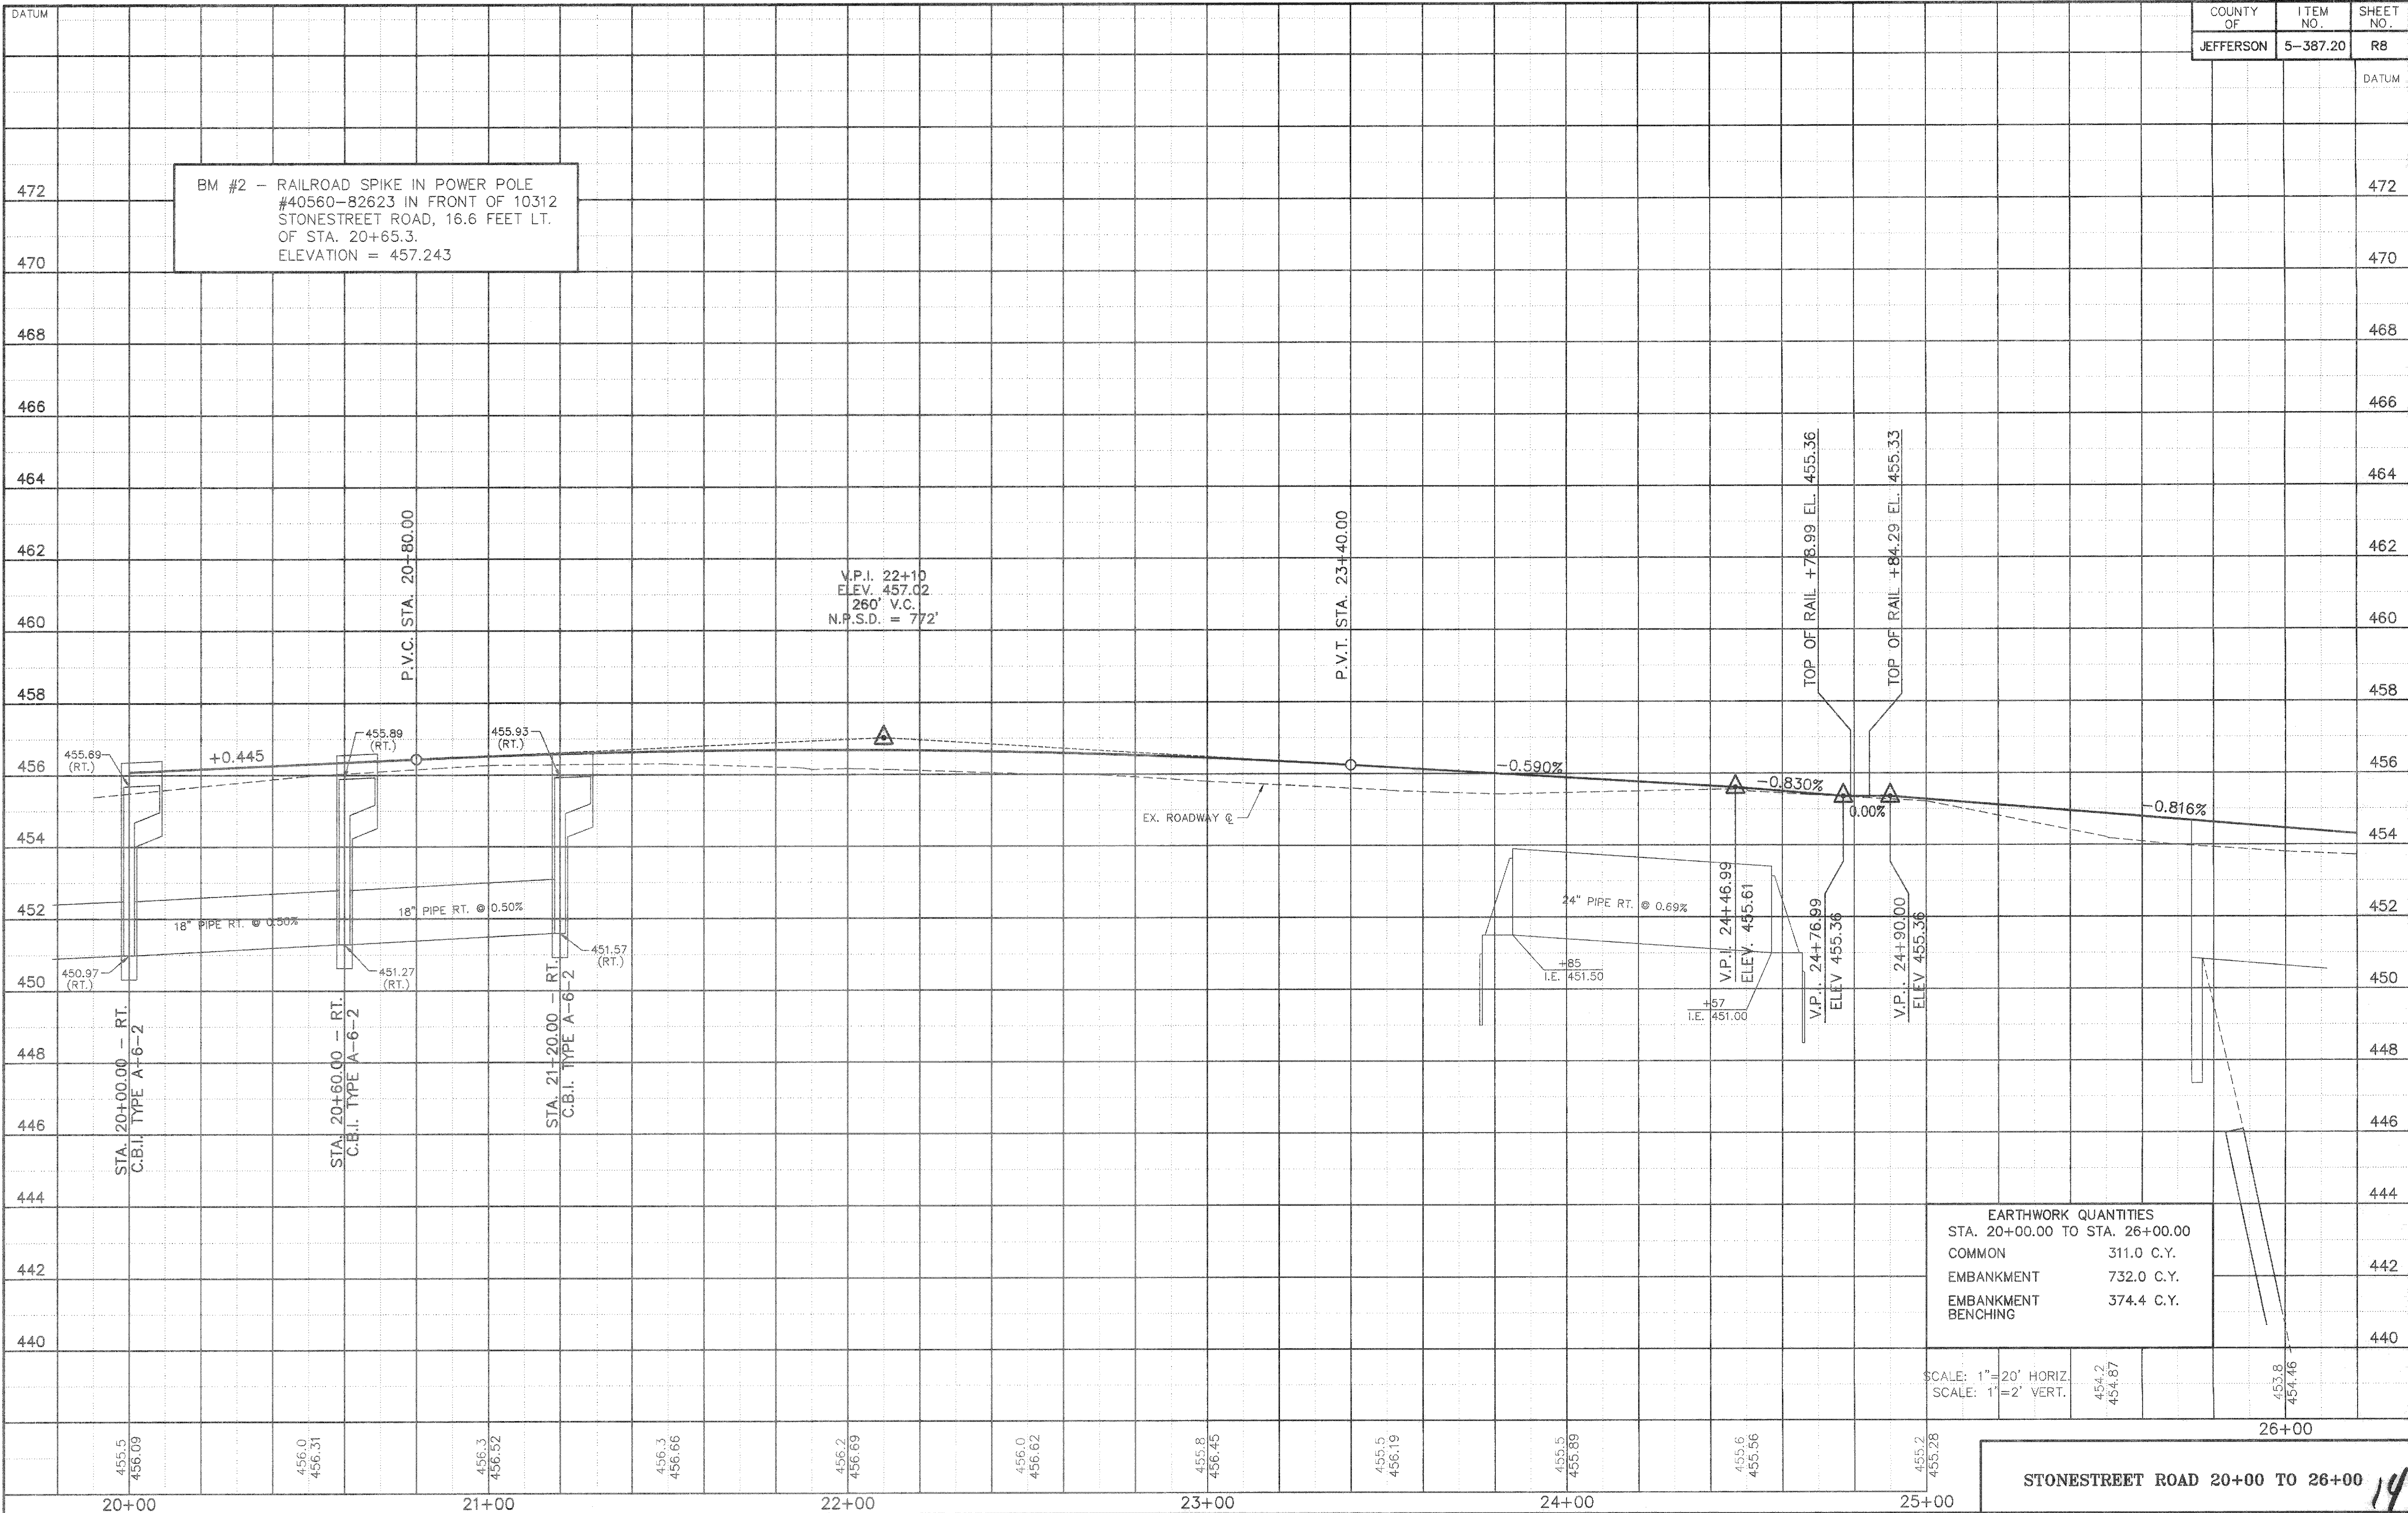 DATUM
COUNTY OF
ITEM NO.
SHEET NO.
JEFFERSON
5-387.20
R8
DATUM
BM #2 - RAILROAD SPIKE IN POWER POLE
#40560-82623 IN FRONT OF 10312
STONESTREET ROAD, 16.6 FEET LT.
OF STA. 20+65.3.
ELEVATION = 457.243
472
470
468
466
464
462
460
458
456
454
452
450
448
446
444
442
440
472
470
468
466
464
462
460
458
456
454
452
450
448
446
444
442
440
P.V.C. STA. 20+80.00
V.P.I. 22+10
ELEV. 457.02
260' V.C.
N.P.S.D. = 772'
P.V.T. STA. 23+40.00
TOP OF RAIL +78.99 EL. 455.36
TOP OF RAIL +84.29 EL. 455.33
455.69
(RT.)
+0.445
455.89
(RT.)
455.93
(RT.)
-0.590%
-0.830%
0.00%
-0.816%
EX. ROADWAY ℄
18" PIPE RT. @ 0.50%
18" PIPE RT. @ 0.50%
24" PIPE RT. @ 0.69%
450.97
(RT.)
451.27
(RT.)
451.57
(RT.)
+85
I.E. 451.50
+57
I.E. 451.00
V.P.I. 24+46.99
ELEV. 455.61
V.P.I. 24+76.99
ELEV 455.36
V.P.I. 24+90.00
ELEV 455.36
STA. 20+00.00 - RT.
C.B.I. TYPE A-6-2
STA. 20+60.00 - RT.
C.B.I. TYPE A-6-2
STA. 21+20.00 - RT.
C.B.I. TYPE A-6-2
EARTHWORK QUANTITIES
STA. 20+00.00 TO STA. 26+00.00
COMMON 311.0 C.Y.
EMBANKMENT 732.0 C.Y.
EMBANKMENT BENCHING 374.4 C.Y.
SCALE: 1"=20' HORIZ.
SCALE: 1"=2' VERT.
455.5
456.09
456.0
456.31
456.3
456.52
456.3
456.66
456.2
456.69
456.0
456.62
455.8
456.45
455.5
456.19
455.5
455.89
455.6
455.56
455.2
455.28
454.2
454.87
453.8
454.46
20+00
21+00
22+00
23+00
24+00
25+00
26+00
STONESTREET ROAD 20+00 TO 26+00
14